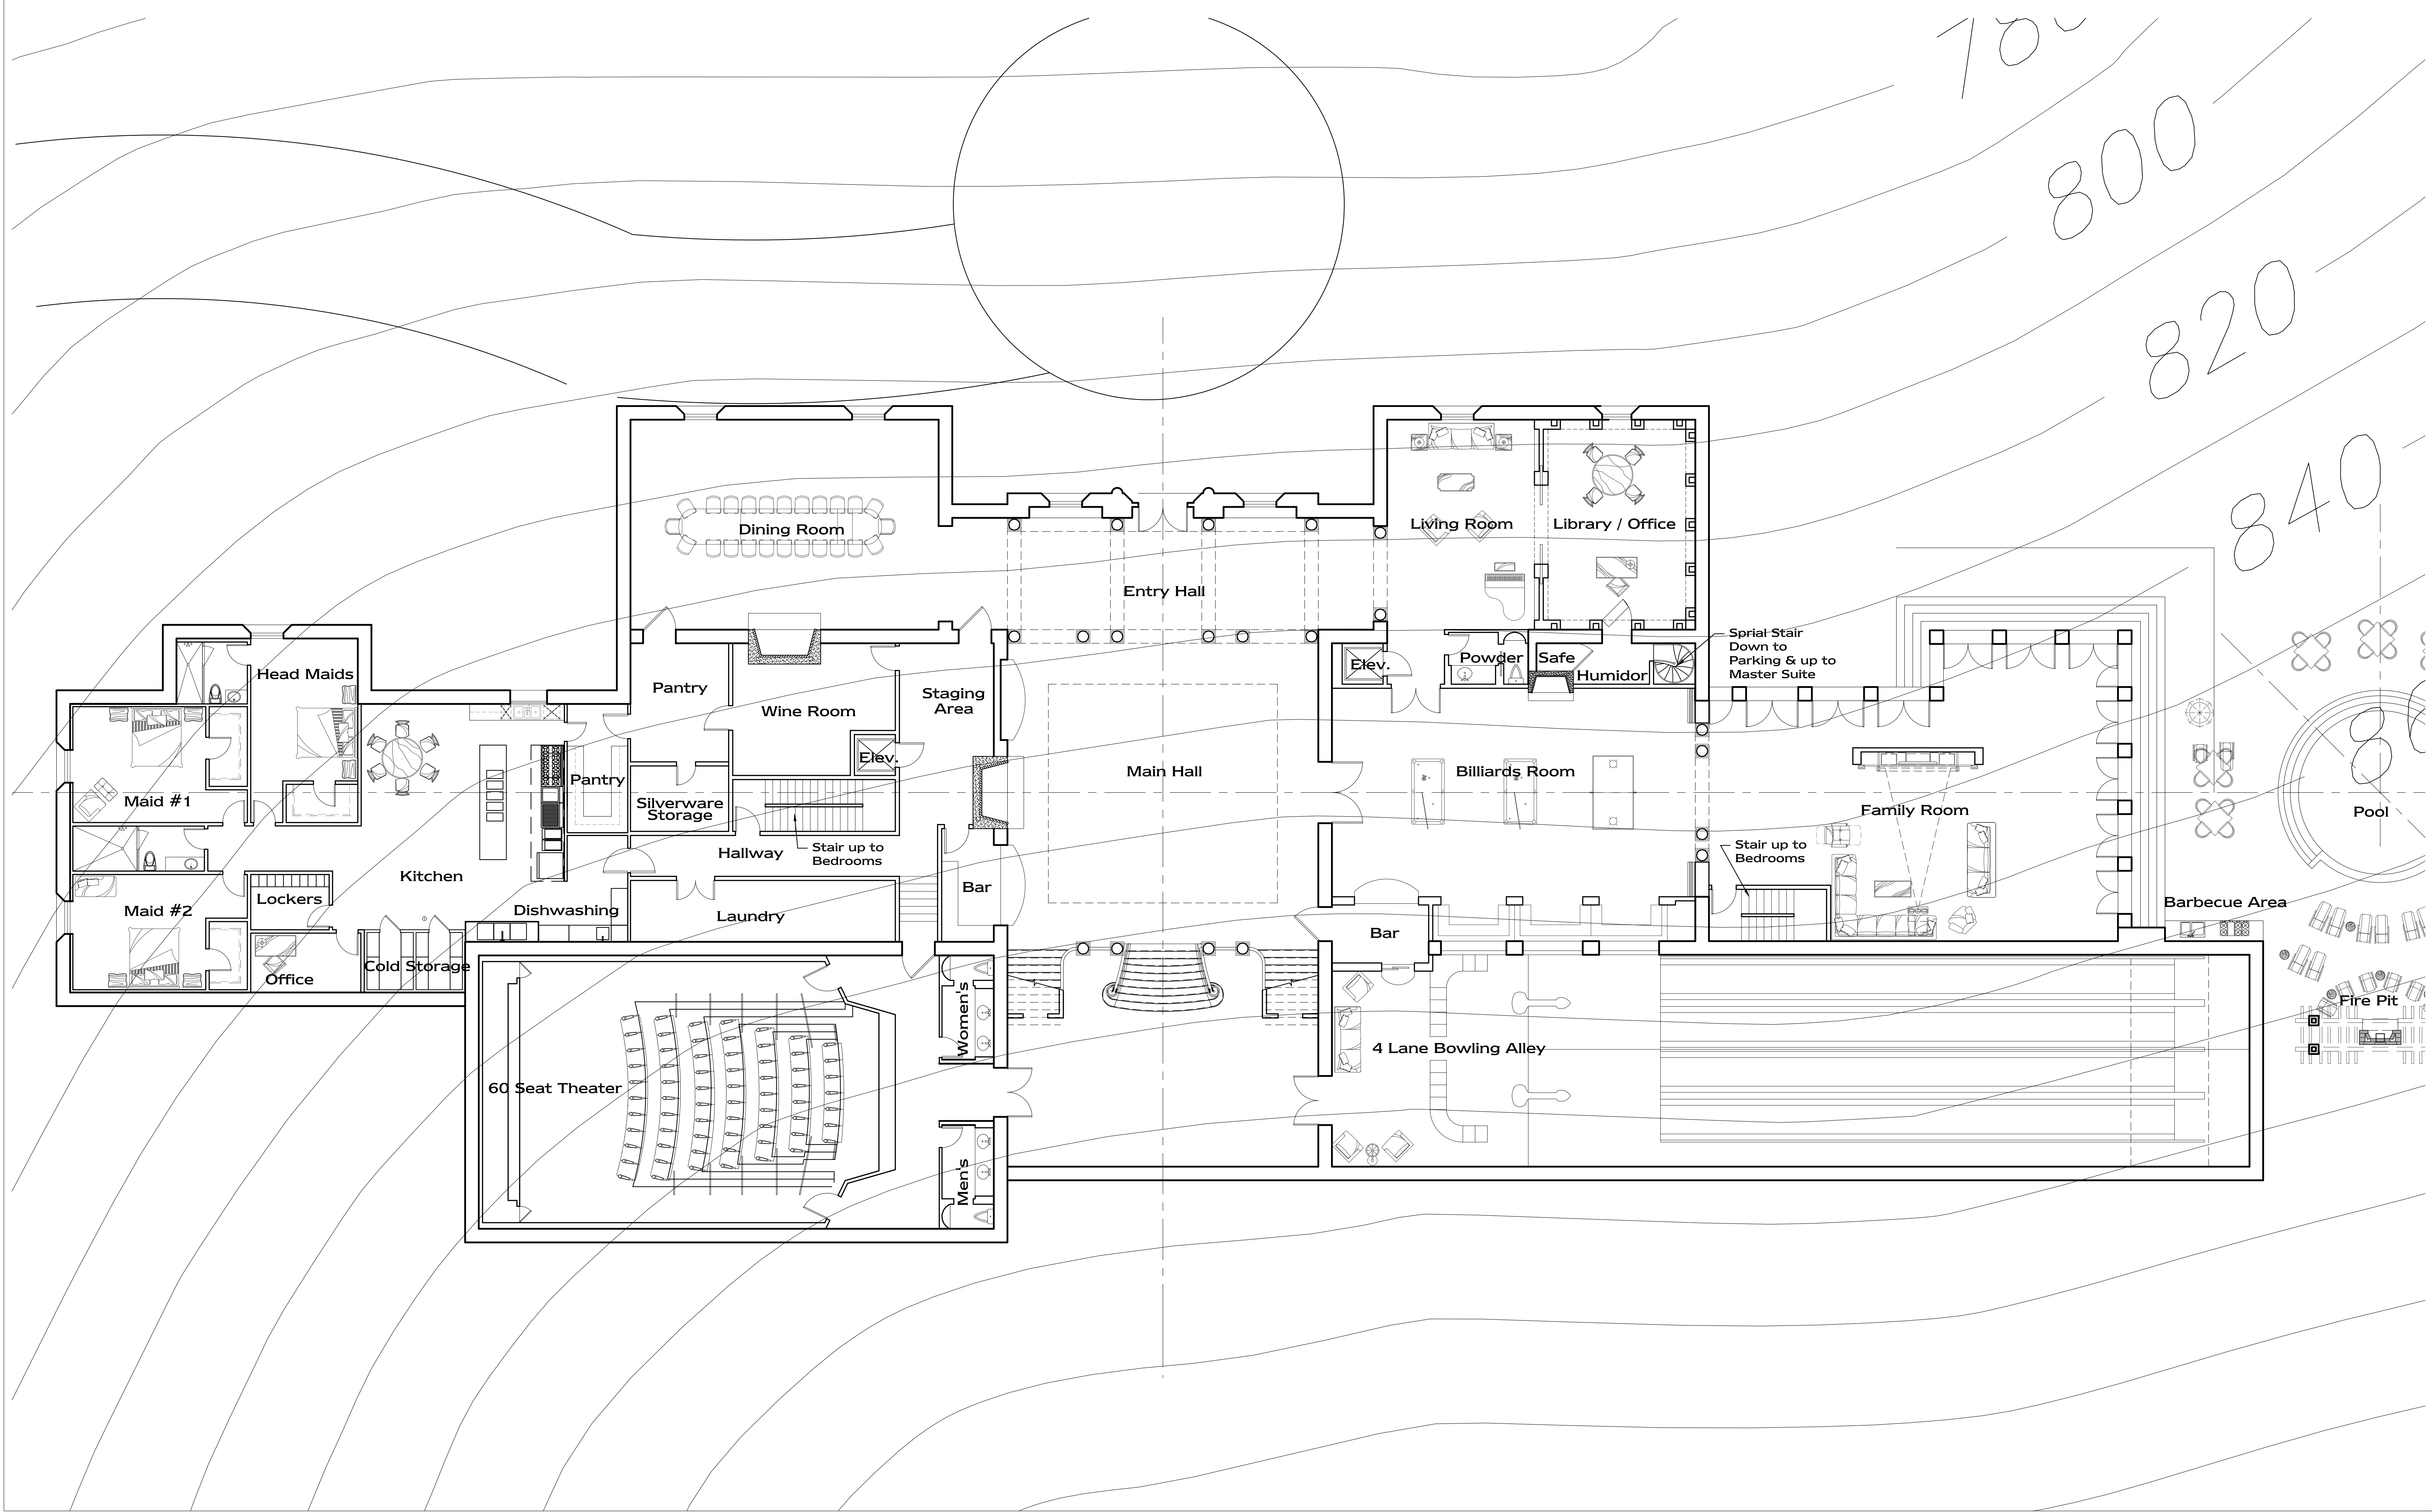 780
800
820
840
860
Dining Room
Living Room
Library / Office
Entry Hall
Sprial Stair
Down to
Parking & up to
Master Suite
Head Maids
Pantry
Wine Room
Staging
Area
Elev.
Powder
Safe
Humidor
Elev.
Main Hall
Billiards Room
Family Room
Pool
Maid #1
Pantry
Silverware
Storage
Hallway
Stair up to
Bedrooms
Stair up to
Bedrooms
Kitchen
Lockers
Maid #2
Dishwashing
Laundry
Bar
Bar
Barbecue Area
Office
Cold Storage
Women's
Fire Pit
4 Lane Bowling Alley
60 Seat Theater
Men's